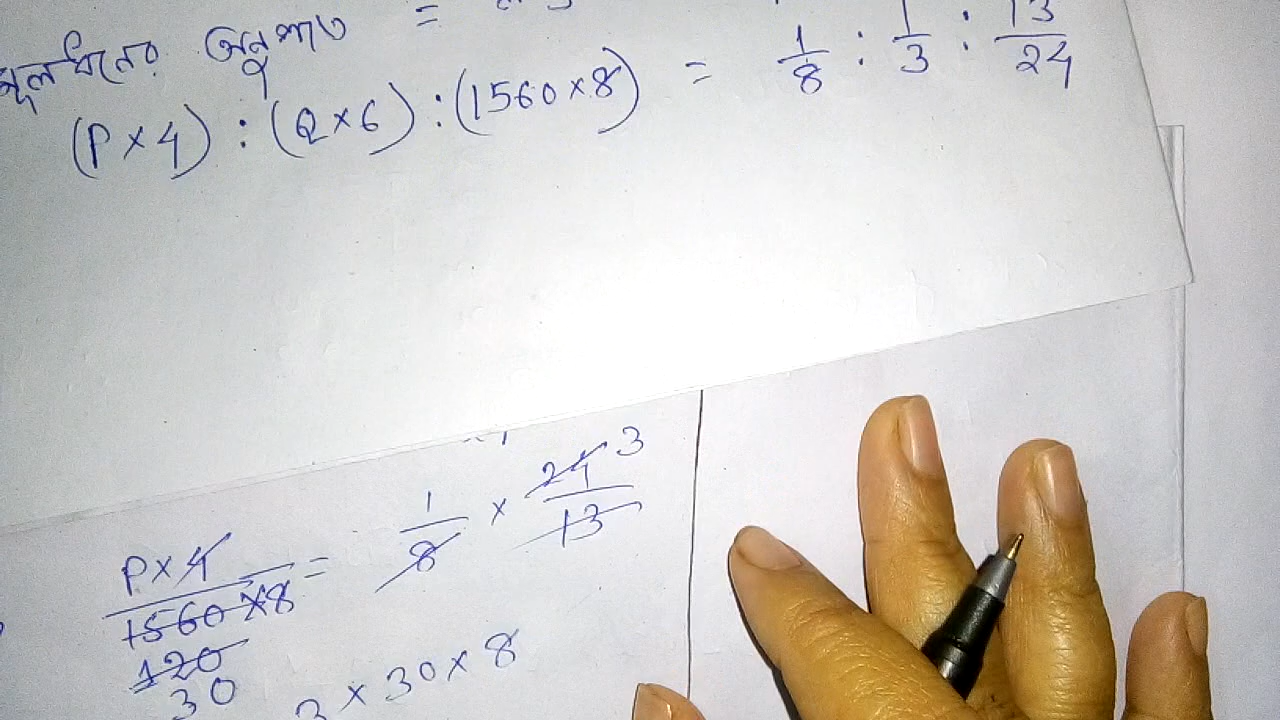 মূলধনের অনুপাত =
(P × 4) : (Q × 6) : (1560 × 8) = 1/8 : 1/3 : 13/24
P × 4 / 1560 × 8 = 1/8 × 24/13 3
120
30
3 × 30 × 8